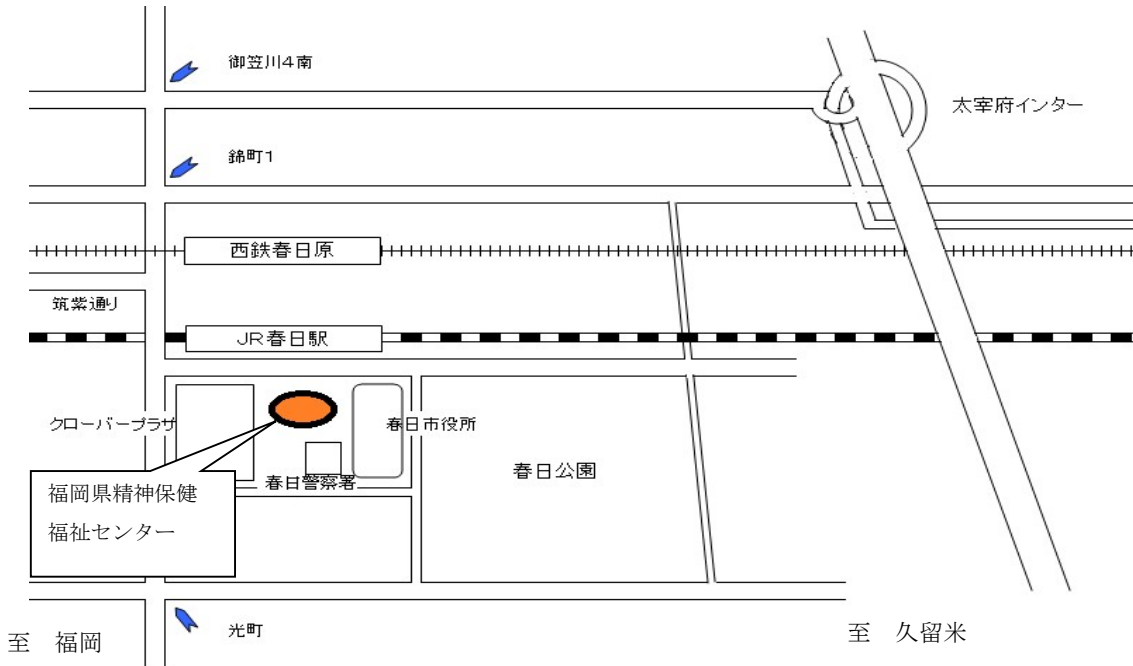 御笠川4南
太宰府インター
錦町1
西鉄春日原
筑紫通り
JR春日駅
クローバープラザ
春日市役所
春日公園
春日警察署
福岡県精神保健
福祉センター
光町
至 福岡
至 久留米